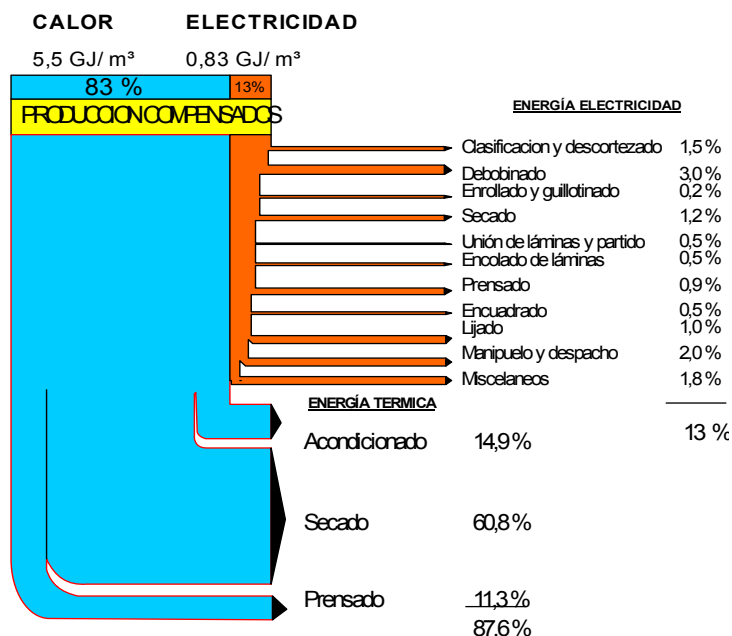 CALOR ELECTRICIDAD
5,5 GJ/ m³ 0,83 GJ/ m³
83 % 13%
PRODUCCION COMPENSADOS
ENERGÍA ELECTRICIDAD
Clasificacion y descortezado 1,5 %
Debobinado 3,0 %
Enrollado y guillotinado 0,2 %
Secado 1,2 %
Unión de láminas y partido 0,5 %
Encolado de láminas 0,5 %
Prensado 0,9 %
Encuadrado 0,5 %
Lijado 1,0 %
Manipuelo y despacho 2,0 %
Miscelaneos 1,8 %
13 %
ENERGÍA TERMICA
Acondicionado 14,9%
Secado 60,8%
Prensado 11,3%
87,6%